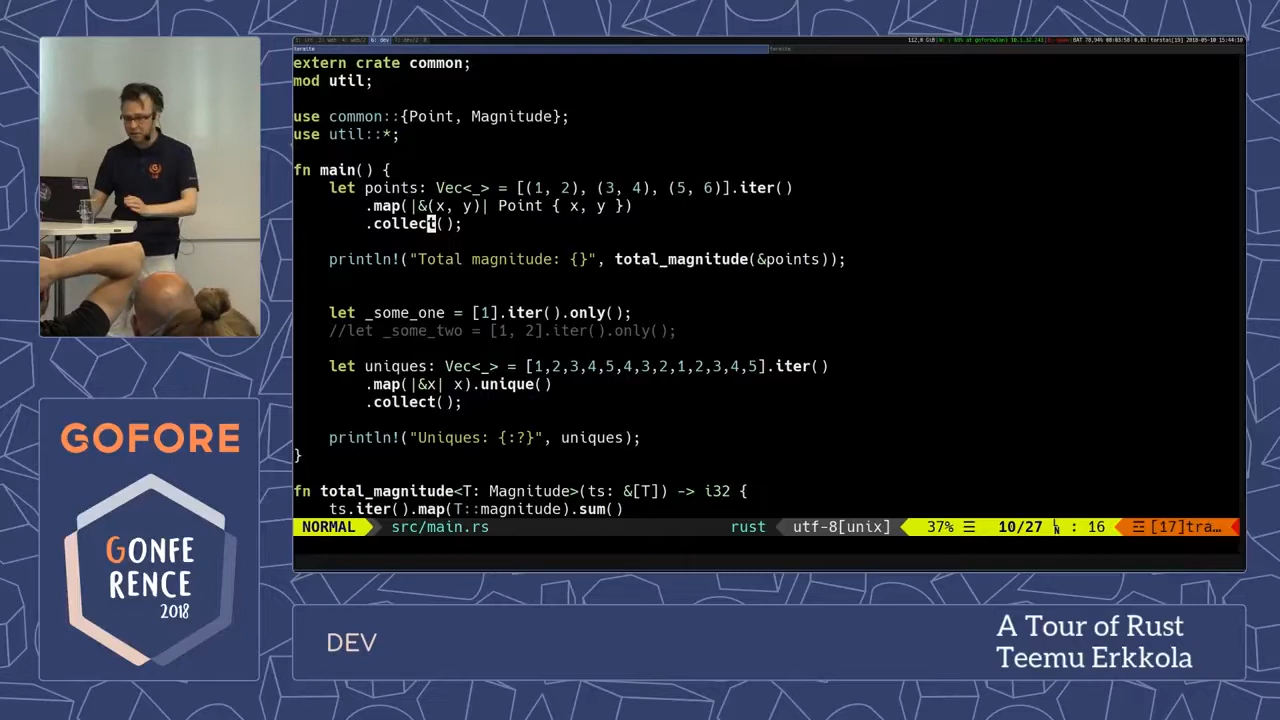 extern crate common;
mod util;
use common::{Point, Magnitude};
use util::*;
fn main() {
let points: Vec<_> = [(1, 2), (3, 4), (5, 6)].iter()
.map(|&(x, y)| Point { x, y })
.collect();
println!("Total magnitude: {}", total_magnitude(&points));
let _some_one = [1].iter().only();
//let _some_two = [1, 2].iter().only();
let uniques: Vec<_> = [1,2,3,4,5,4,3,2,1,2,3,4,5].iter()
.map(|&x| x).unique()
.collect();
println!("Uniques: {:?}", uniques);
}
fn total_magnitude<T: Magnitude>(ts: &[T]) -> i32 {
ts.iter().map(T::magnitude).sum()
NORMAL src/main.rs rust utf-8[unix] 37% ☰ 10/27 : 16 [17]tra…
GOFORE
GONFE
RENCE
2018
DEV
A Tour of Rust
Teemu Erkkola